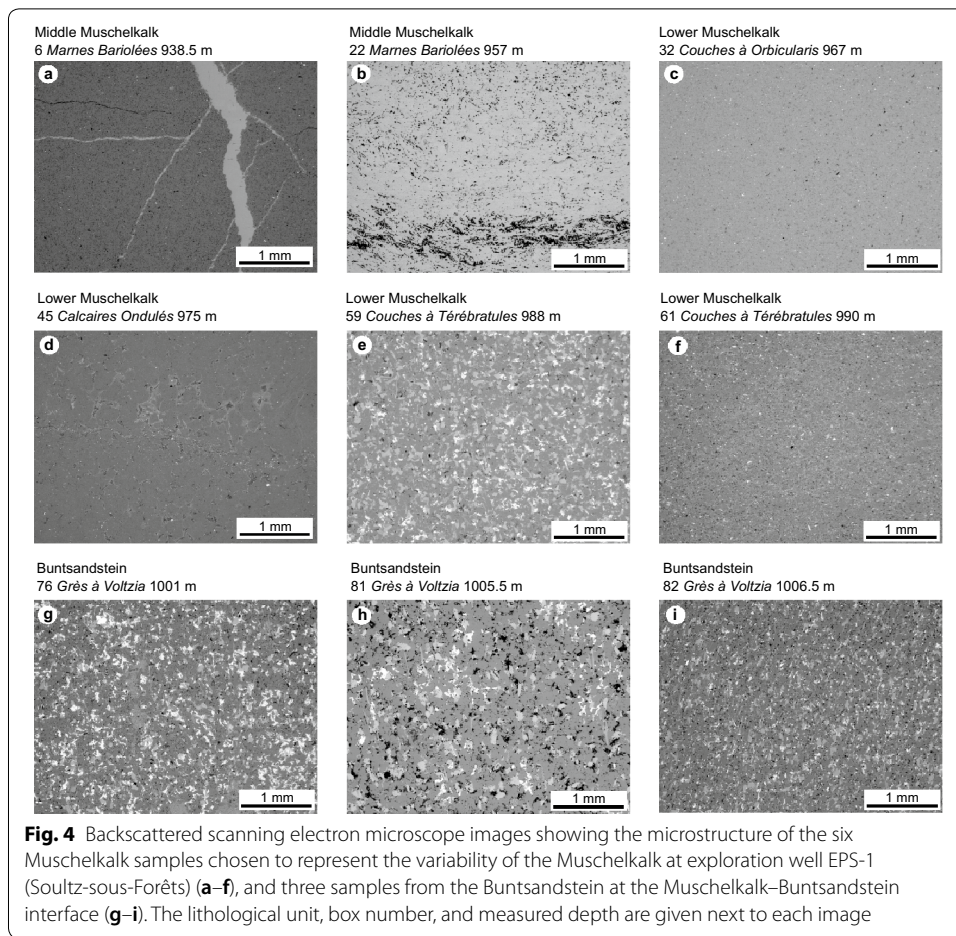 Middle Muschelkalk
6 Marnes Bariolées 938.5 m
a
1 mm
Middle Muschelkalk
22 Marnes Bariolées 957 m
b
1 mm
Lower Muschelkalk
32 Couches à Orbicularis 967 m
c
1 mm
Lower Muschelkalk
45 Calcaires Ondulés 975 m
d
1 mm
Lower Muschelkalk
59 Couches à Térébratules 988 m
e
1 mm
Lower Muschelkalk
61 Couches à Térébratules 990 m
f
1 mm
Buntsandstein
76 Grès à Voltzia 1001 m
g
1 mm
Buntsandstein
81 Grès à Voltzia 1005.5 m
h
1 mm
Buntsandstein
82 Grès à Voltzia 1006.5 m
i
1 mm
Fig. 4 Backscattered scanning electron microscope images showing the microstructure of the six
Muschelkalk samples chosen to represent the variability of the Muschelkalk at exploration well EPS-1
(Soultz-sous-Forêts) (a–f), and three samples from the Buntsandstein at the Muschelkalk–Buntsandstein
interface (g–i). The lithological unit, box number, and measured depth are given next to each image